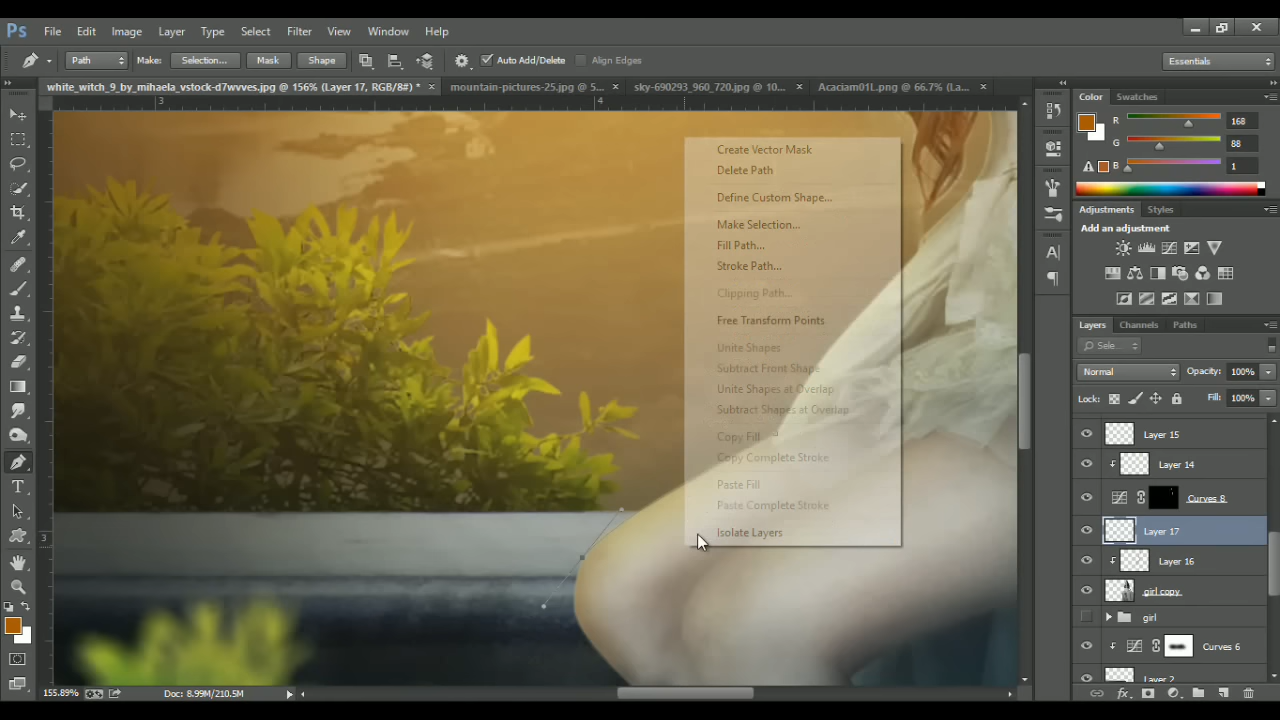 Ps File Edit Image Layer Type Select Filter View Window Help
Path Make: Selection... Mask Shape Auto Add/Delete Align Edges Essentials
white_witch_9_by_mihaela_vstock-d7wvves.jpg @ 156% (Layer 17, RGB/8#) * × mountain-pictures-25.jpg @ 5... × sky-690293_960_720.jpg @ 10... × Acaciam01L.png @ 66.7% (La... ×
3 4
3
Create Vector Mask
Delete Path
Define Custom Shape...
Make Selection...
Fill Path...
Stroke Path...
Clipping Path...
Free Transform Points
Unite Shapes
Subtract Front Shape
Unite Shapes at Overlap
Subtract Shapes at Overlap
Copy Fill
Copy Complete Stroke
Paste Fill
Paste Complete Stroke
Isolate Layers
Color Swatches
R 168
G 88
B 1
Adjustments Styles
Add an adjustment
Layers Channels Paths
Sele...
Normal Opacity: 100%
Lock: Fill: 100%
Layer 15
Layer 14
Curves 8
Layer 17
Layer 16
girl copy
girl
Curves 6
Layer 2
155.89% Doc: 8.99M/210.5M